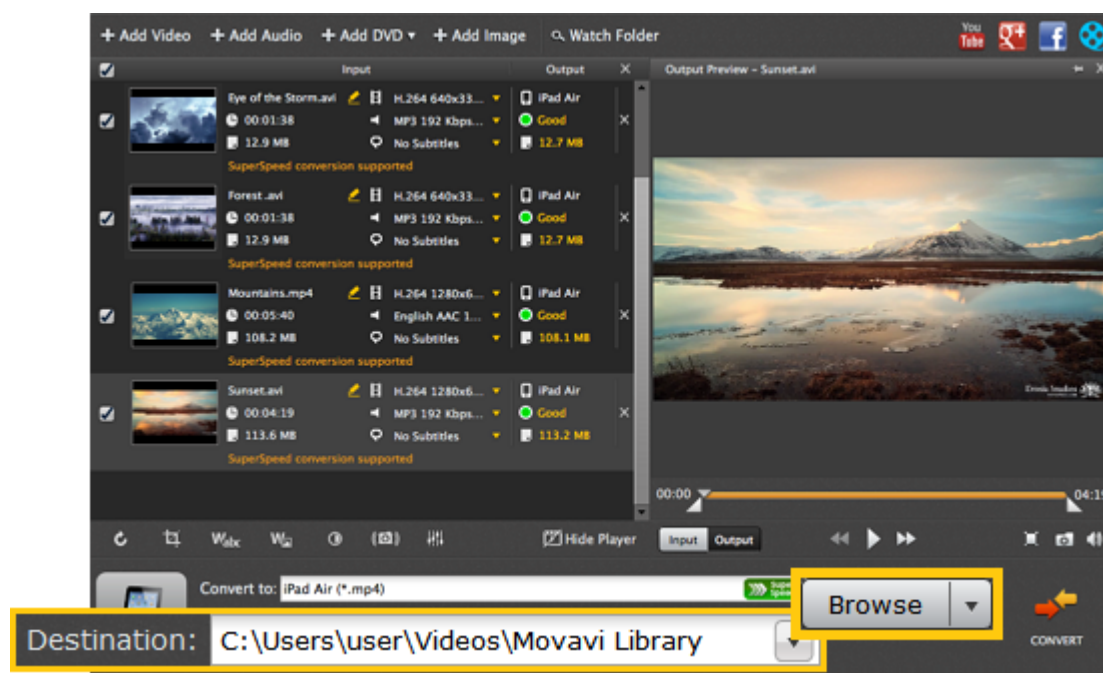 + Add Video + Add Audio + Add DVD ▾ + Add Image Watch Folder You Tube g+ f
Input Output X Output Preview – Sunset.avi
Eye of the Storm.avi H.264 640x33... iPad Air
00:01:38 MP3 192 Kbps... Good
12.9 MB No Subtitles 12.7 MB
SuperSpeed conversion supported
Forest .avi H.264 640x33... iPad Air
00:01:38 MP3 192 Kbps... Good
12.9 MB No Subtitles 12.7 MB
SuperSpeed conversion supported
Mountains.mp4 H.264 1280x6... iPad Air
00:05:40 English AAC 1... Good
108.2 MB No Subtitles 108.1 MB
SuperSpeed conversion supported
Sunset.avi H.264 1280x6... iPad Air
00:04:19 MP3 192 Kbps... Good
113.6 MB No Subtitles 113.2 MB
SuperSpeed conversion supported
00:00 04:19
Wabc Hide Player Input Output
Convert to: iPad Air (*.mp4)
Browse
Destination: C:\Users\user\Videos\Movavi Library
CONVERT